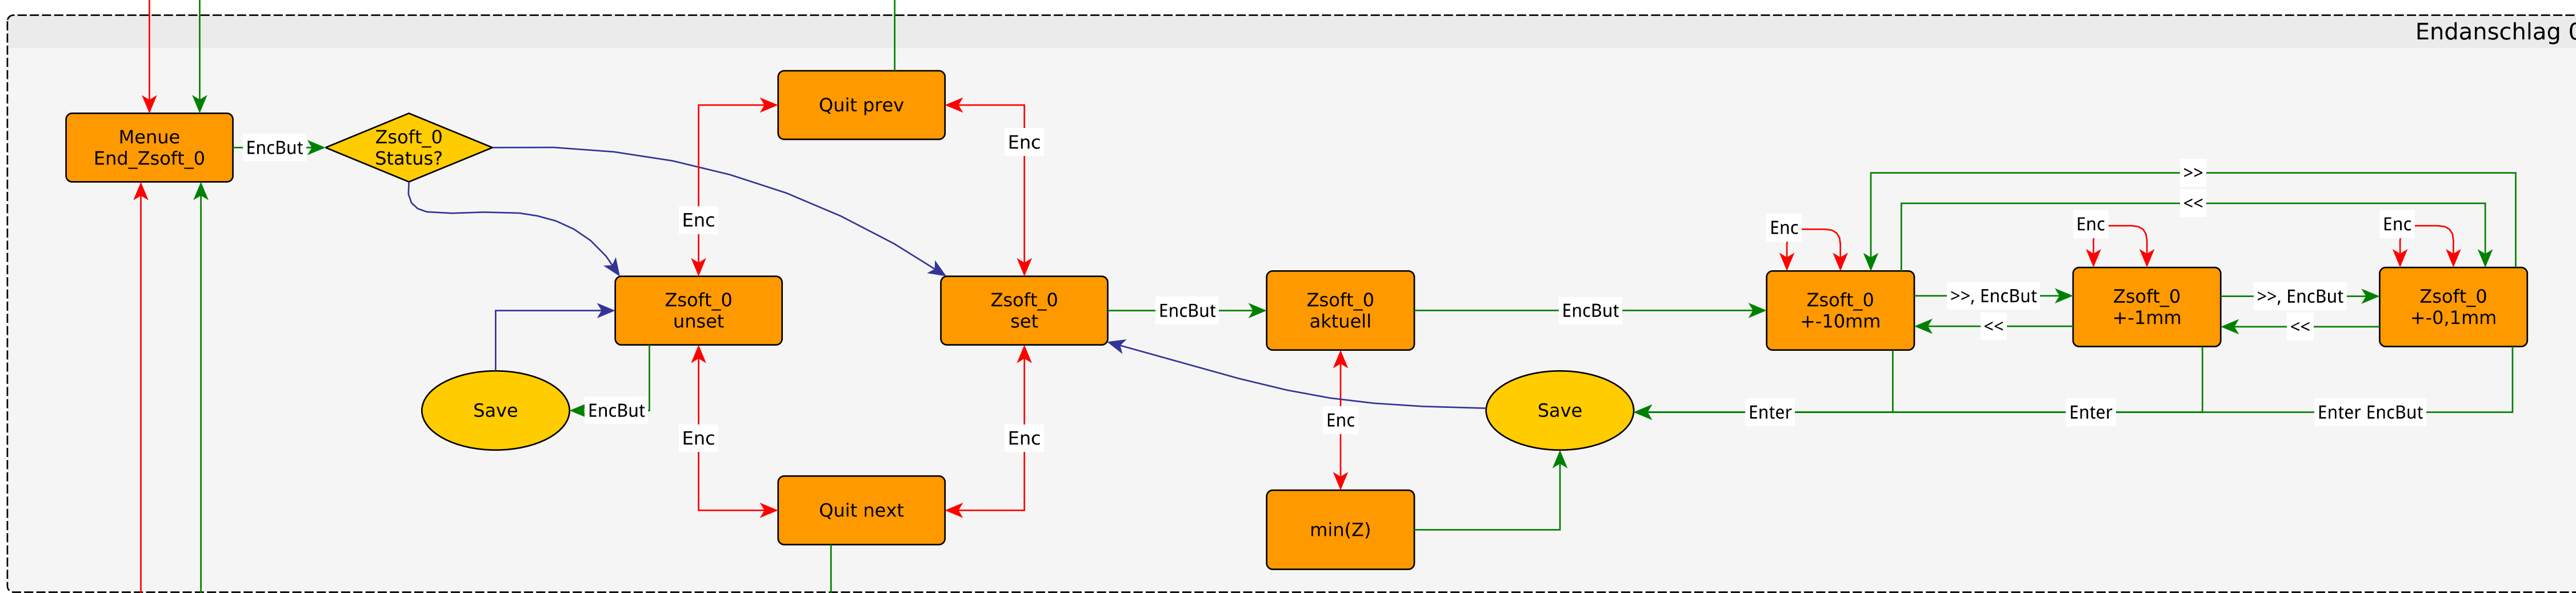 Endanschlag 0
Quit prev
Menue
End_Zsoft_0
EncBut
Zsoft_0
Status?
Enc
Enc
>>
<<
Enc
Enc
Enc
Zsoft_0
unset
Zsoft_0
set
EncBut
Zsoft_0
aktuell
EncBut
Zsoft_0
+-10mm
>>, EncBut
<<
Zsoft_0
+-1mm
>>, EncBut
<<
Zsoft_0
+-0,1mm
Save
EncBut
Enc
Enc
Enc
Save
Enter
Enter
Enter EncBut
Quit next
min(Z)